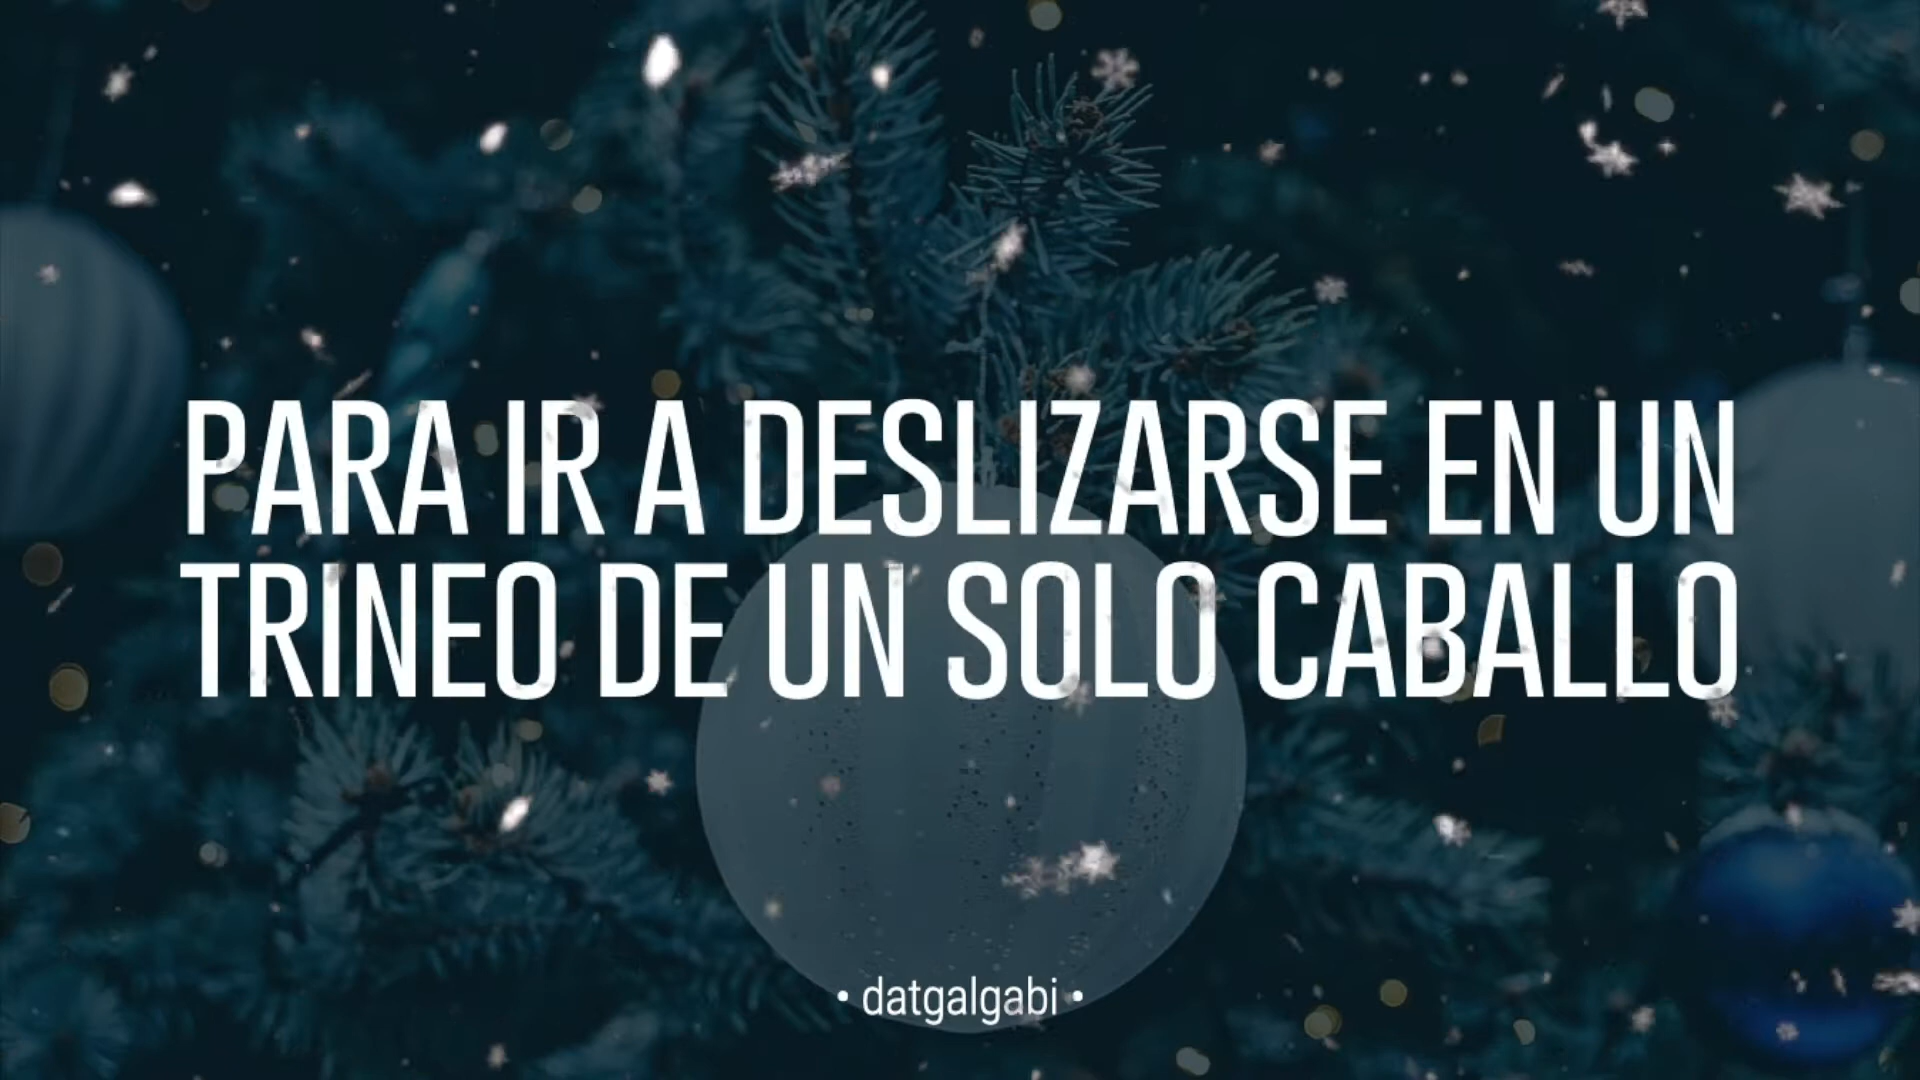 PARA IR A DESLIZARSE EN UN
TRINEO DE UN SOLO CABALLO
• datgalgabi •